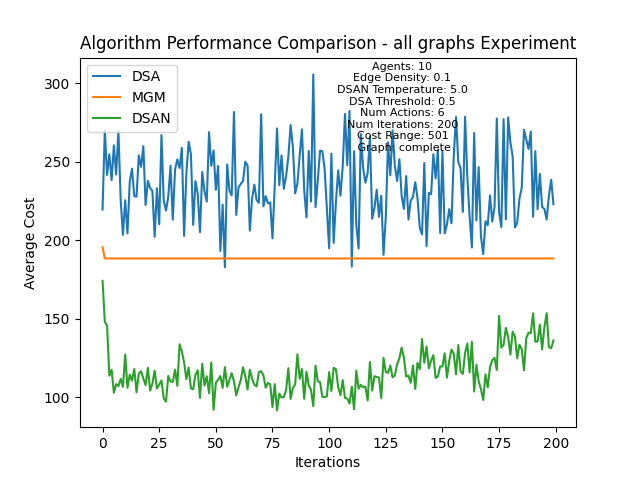 Algorithm Performance Comparison - all graphs Experiment
DSA
MGM
DSAN
Agents: 10
Edge Density: 0.1
DSAN Temperature: 5.0
DSA Threshold: 0.5
Num Actions: 6
Num Iterations: 200
Cost Range: 501
Graph: complete
Average Cost
300
250
200
150
100
0
25
50
75
100
125
150
175
200
Iterations